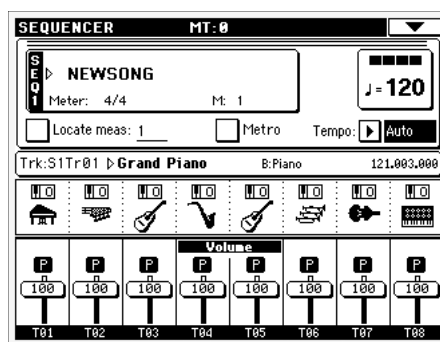 SEQUENCER MT:0
SEQ1 NEWSONG
Meter: 4/4 M: 1
♩=120
Locate meas: 1 Metro Tempo: Auto
Trk:S1Tr01 Grand Piano B:Piano 121.003.000
Volume
P P P P P P P P
100 100 100 100 100 100 100 100
T01 T02 T03 T04 T05 T06 T07 T08